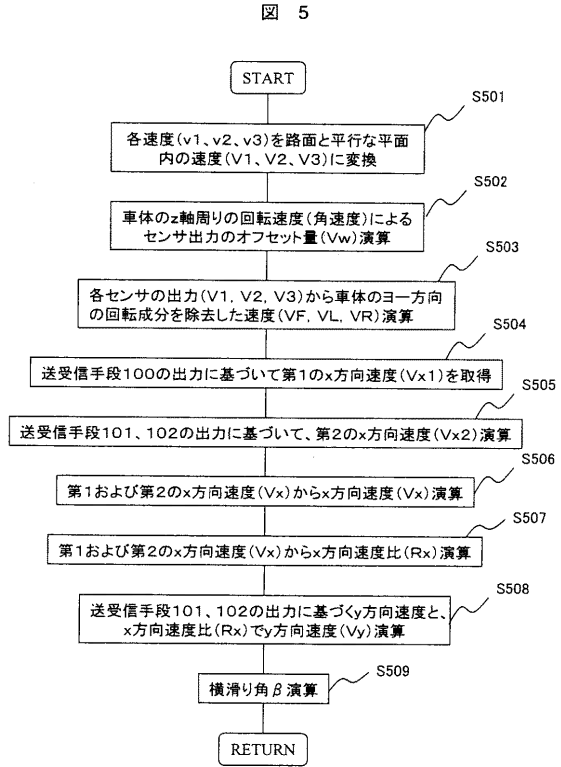 図 5
START
S501
各速度(v1、v2、v3)を路面と平行な平面
内の速度(V1、V2、V3)に変換
S502
車体のz軸周りの回転速度(角速度)による
センサ出力のオフセット量(Vw)演算
S503
各センサの出力(V1, V2, V3)から車体のヨー方向
の回転成分を除去した速度(VF, VL, VR)演算
S504
送受信手段100の出力に基づいて第1のx方向速度(Vx1)を取得
S505
送受信手段101、102の出力に基づいて、第2のx方向速度(Vx2)演算
S506
第1および第2のx方向速度(Vx)からx方向速度(Vx)演算
S507
第1および第2のx方向速度(Vx)からx方向速度比(Rx)演算
S508
送受信手段101、102の出力に基づくy方向速度と、
x方向速度比(Rx)でy方向速度(Vy)演算
S509
横滑り角β演算
RETURN